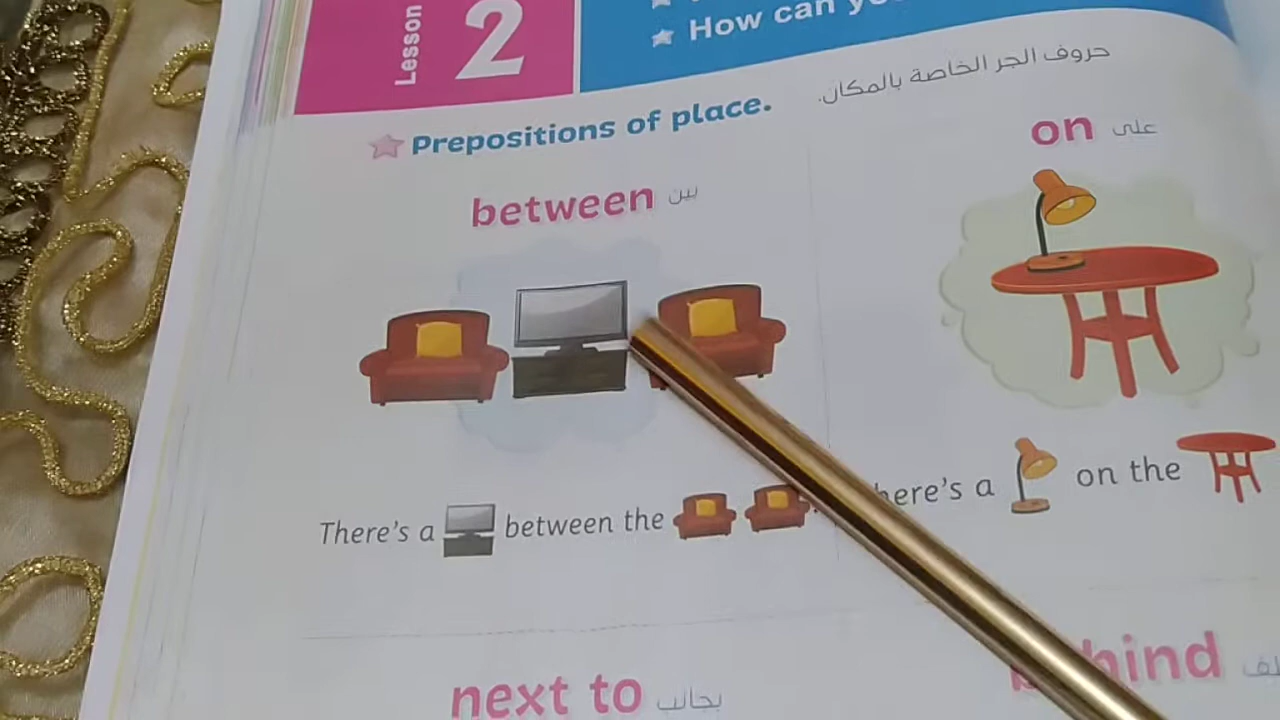 Lesson
2
How can
Prepositions of place.
حروف الجر الخاصة بالمكان.
between بين
on على
There's a between the
here's a on the
next to بجانب
hind